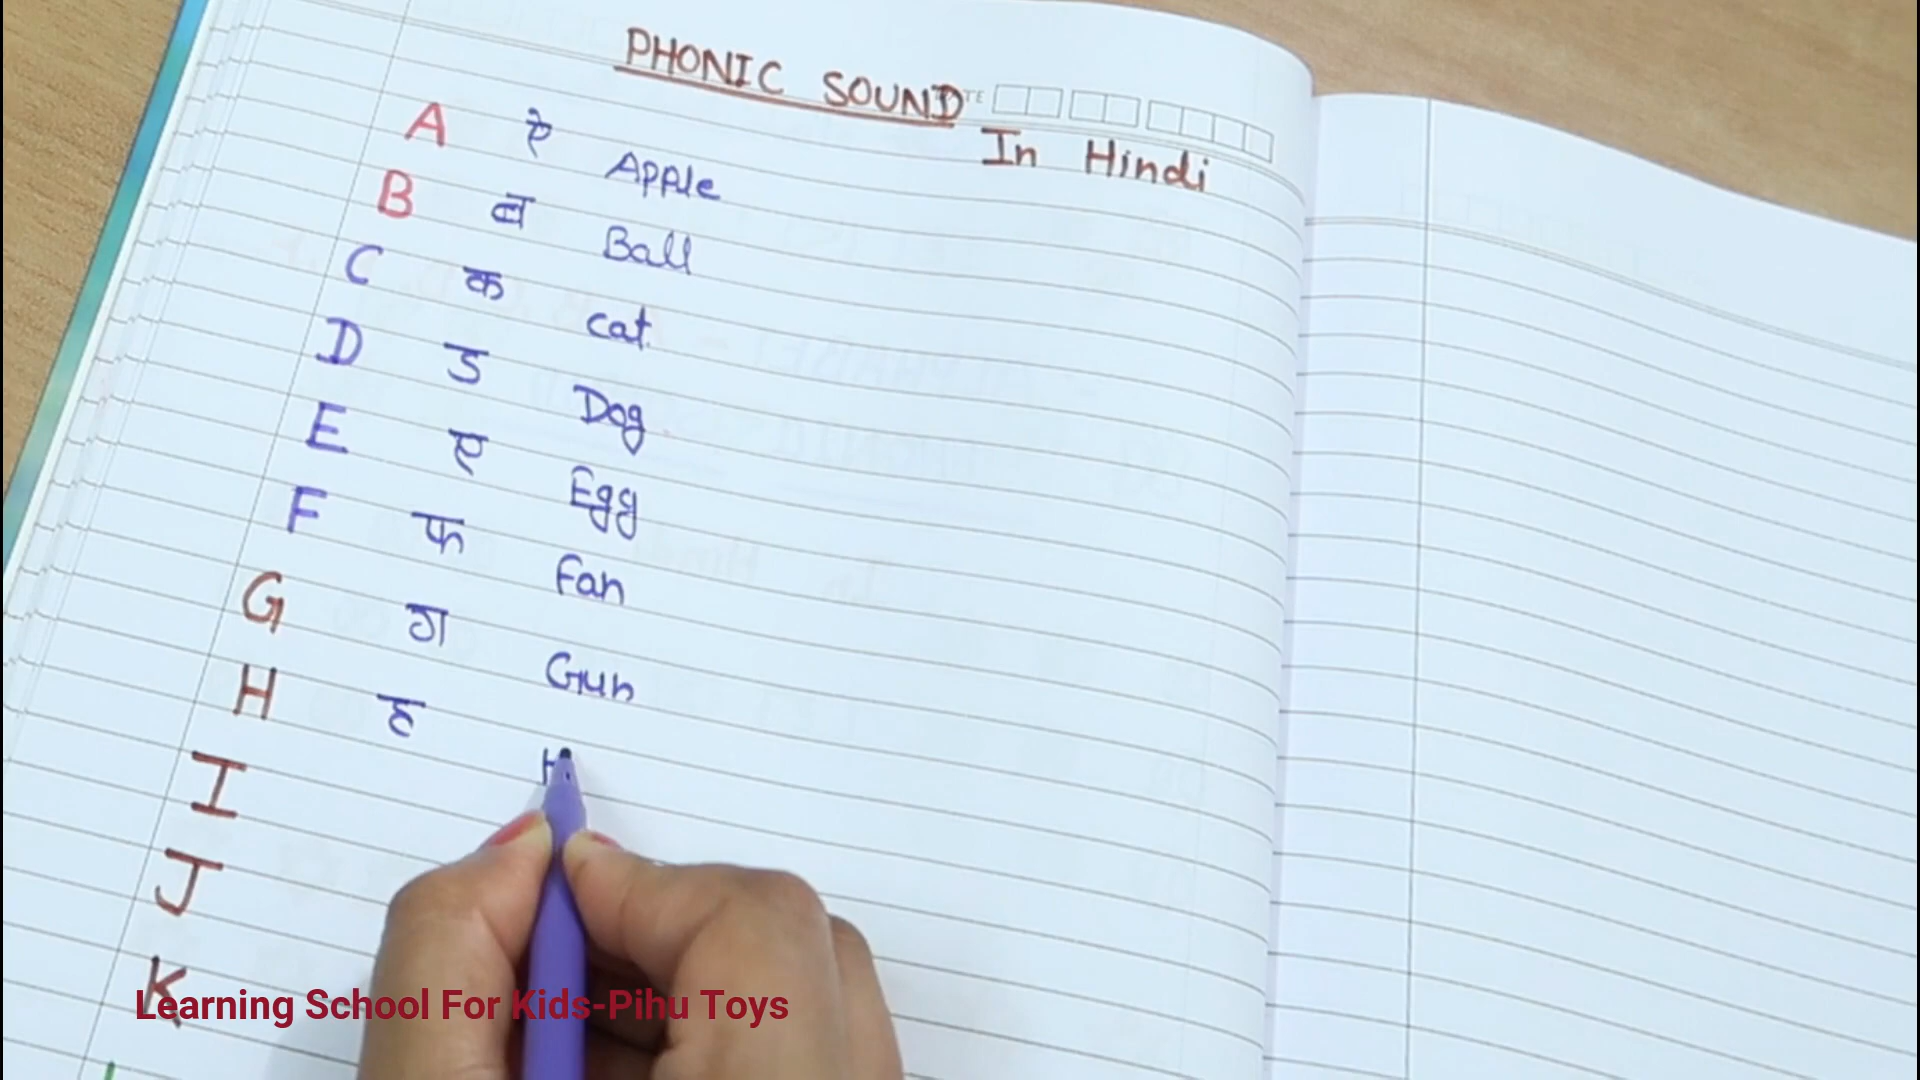 PHONIC SOUND
In Hindi
A ऐ Apple
B ब Ball
C क cat
D ड Dog
E ए Egg
F फ Fan
G ग Gun
H ह H
I
J
K
Learning School For Kids-Pihu Toys